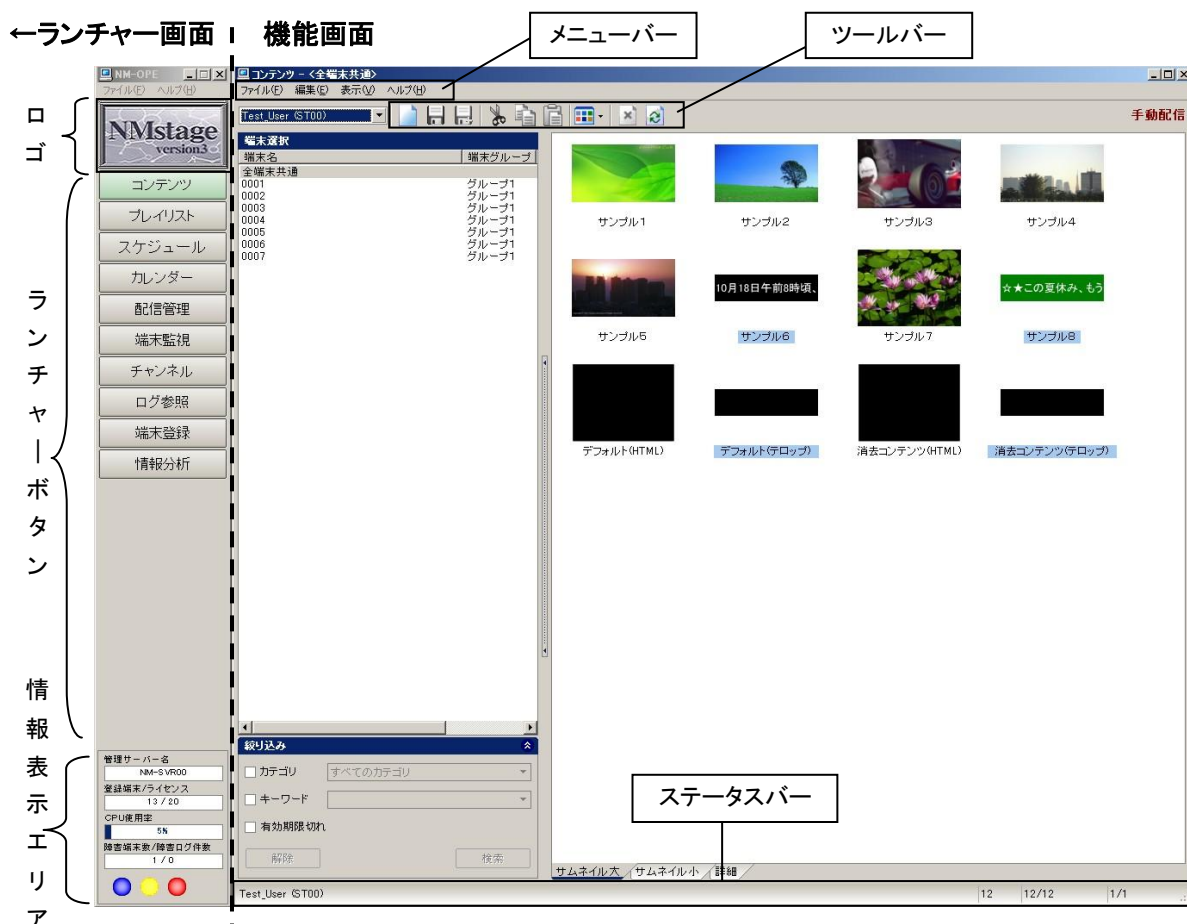 ←ランチャー画面
機能画面
メニューバー
ツールバー
ロゴ
ランチャーボタン
情報表示エリア
NM-OPE
ファイル(F) ヘルプ(H)
NMstage
version3
コンテンツ
プレイリスト
スケジュール
カレンダー
配信管理
端末監視
チャンネル
ログ参照
端末登録
情報分析
管理サーバー名
NM-SVR00
登録端末/ライセンス
13 / 20
CPU使用率
5%
障害端末数/障害ログ件数
1 / 0
コンテンツ - <全端末共通>
ファイル(F) 編集(E) 表示(V) ヘルプ(H)
Test_User (ST00)
手動配信
端末選択
端末名 端末グループ
全端末共通
0001 グループ1
0002 グループ1
0003 グループ1
0004 グループ1
0005 グループ1
0006 グループ1
0007 グループ1
絞り込み
カテゴリ すべてのカテゴリ
キーワード
有効期限切れ
解除 検索
サンプル1 サンプル2 サンプル3 サンプル4
10月18日午前8時頃、
☆★この夏休み、もう
サンプル5 サンプル6 サンプル7 サンプル8
デフォルト(HTML) デフォルト(テロップ) 消去コンテンツ(HTML) 消去コンテンツ(テロップ)
ステータスバー
サムネイル大 サムネイル小 詳細
Test_User (ST00) 12 12/12 1/1